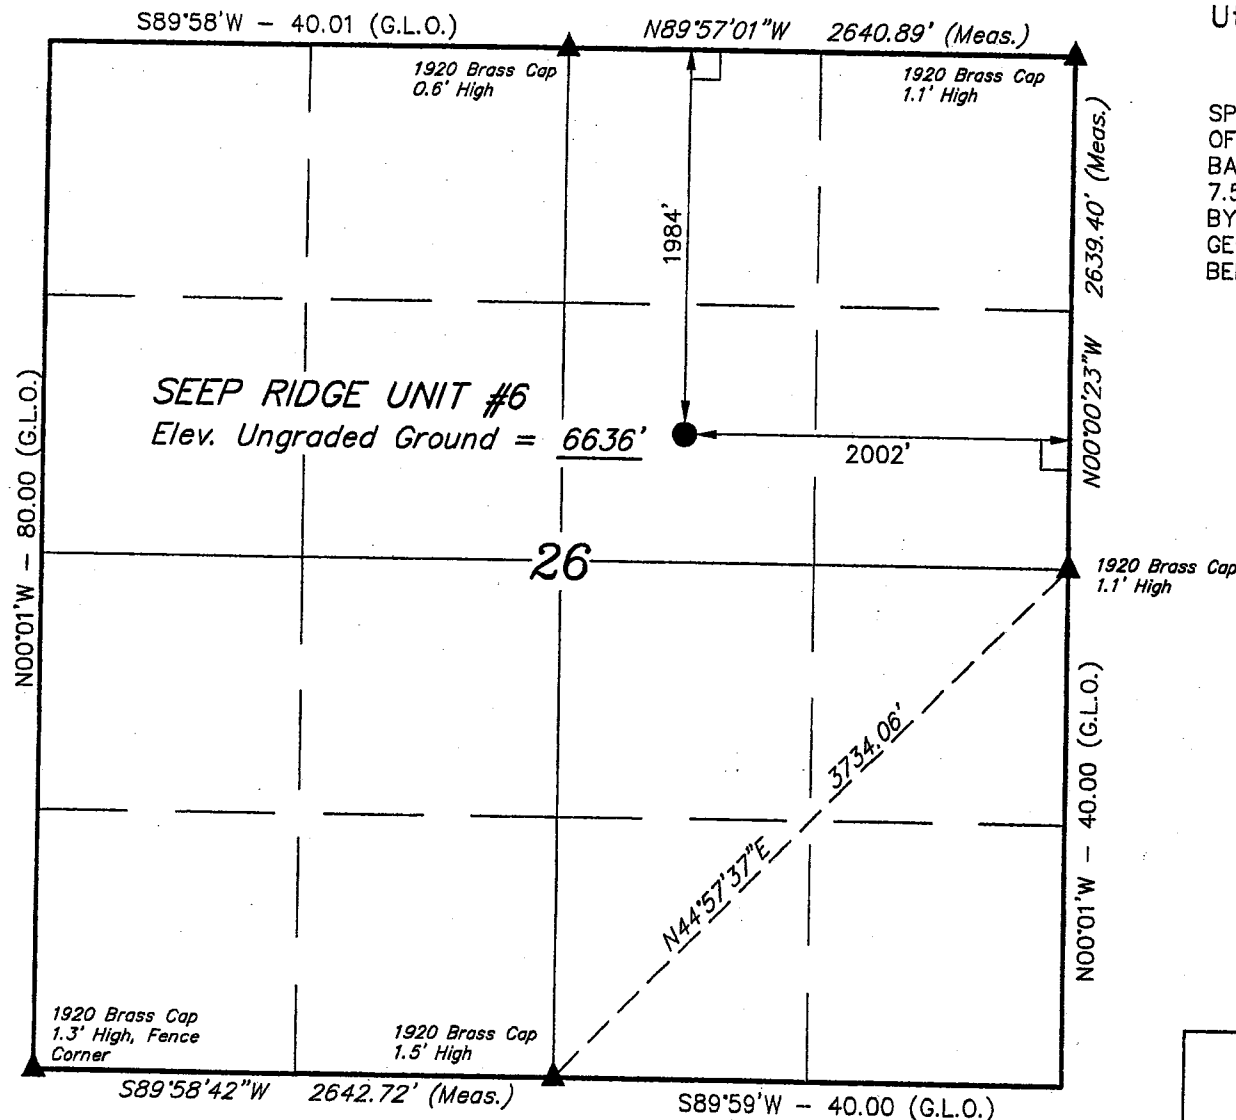 S89°58'W – 40.01 (G.L.O.)
N89°57'01"W 2640.89' (Meas.)
1920 Brass Cap
0.6' High
1920 Brass Cap
1.1' High
SP
OF
BA
7.5
BY
GE
BE
1984'
2639.40' (Meas.)
N00°00'23"W
SEEP RIDGE UNIT #6
Elev. Ungraded Ground = 6636'
2002'
N00°01'W – 80.00 (G.L.O.)
26
1920 Brass Cap
1.1' High
3734.06'
N44°57'37"E
N00°01'W – 40.00 (G.L.O.)
1920 Brass Cap
1.3' High, Fence
Corner
1920 Brass Cap
1.5' High
S89°58'42"W 2642.72' (Meas.)
S89°59'W – 40.00 (G.L.O.)